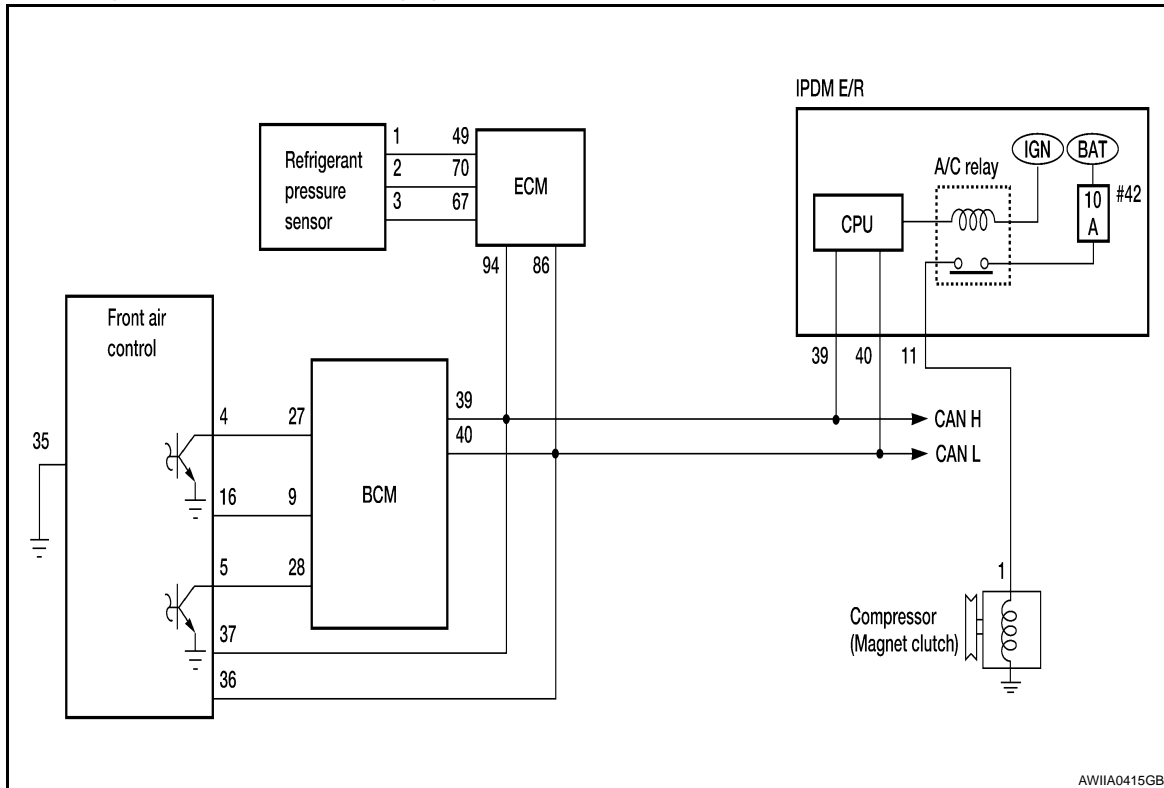 IPDM E/R
IGN
BAT
A/C relay
10
A
#42
CPU
39
40
11
Refrigerant
pressure
sensor
1
2
3
49
70
67
ECM
94
86
Front air
control
35
4
16
5
37
36
27
9
28
BCM
39
40
CAN H
CAN L
1
Compressor
(Magnet clutch)
AWIIA0415GB